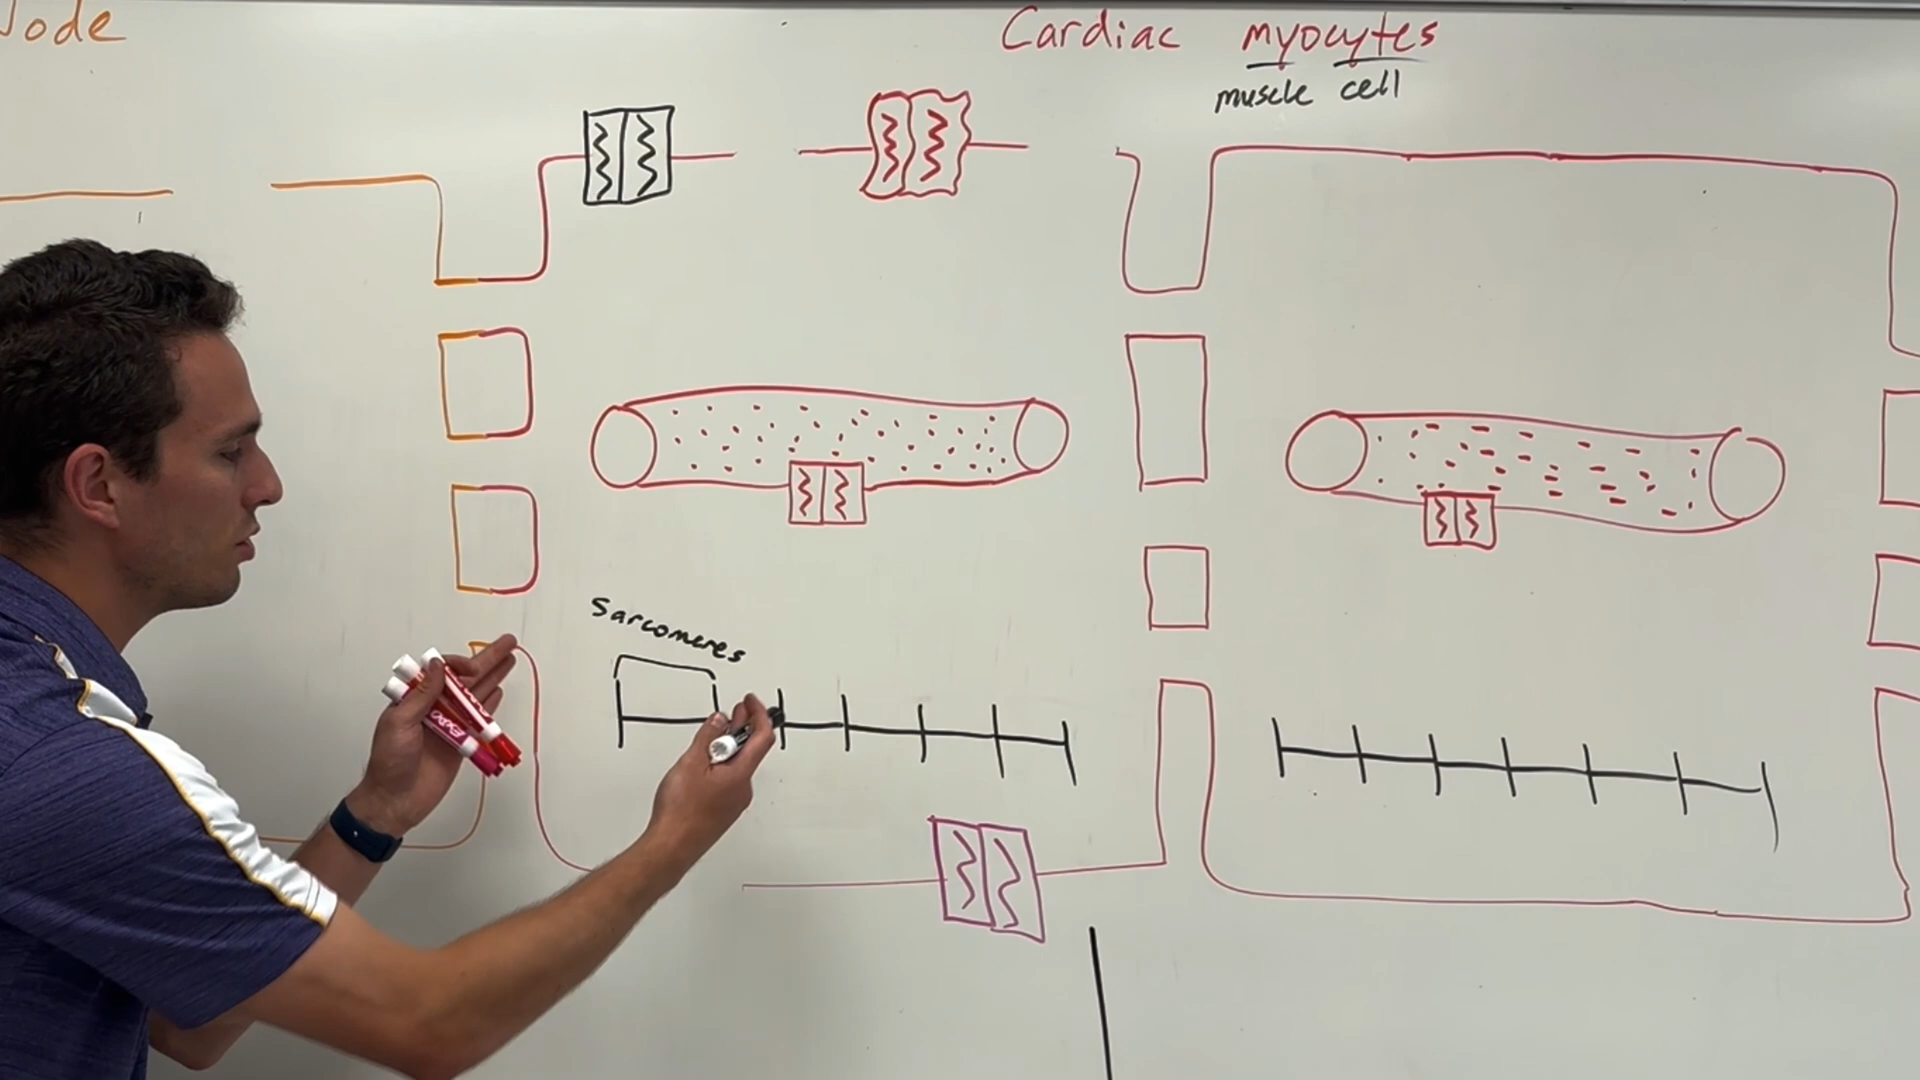 Node
Cardiac myocytes
muscle cell
Sarcomeres
EXPO